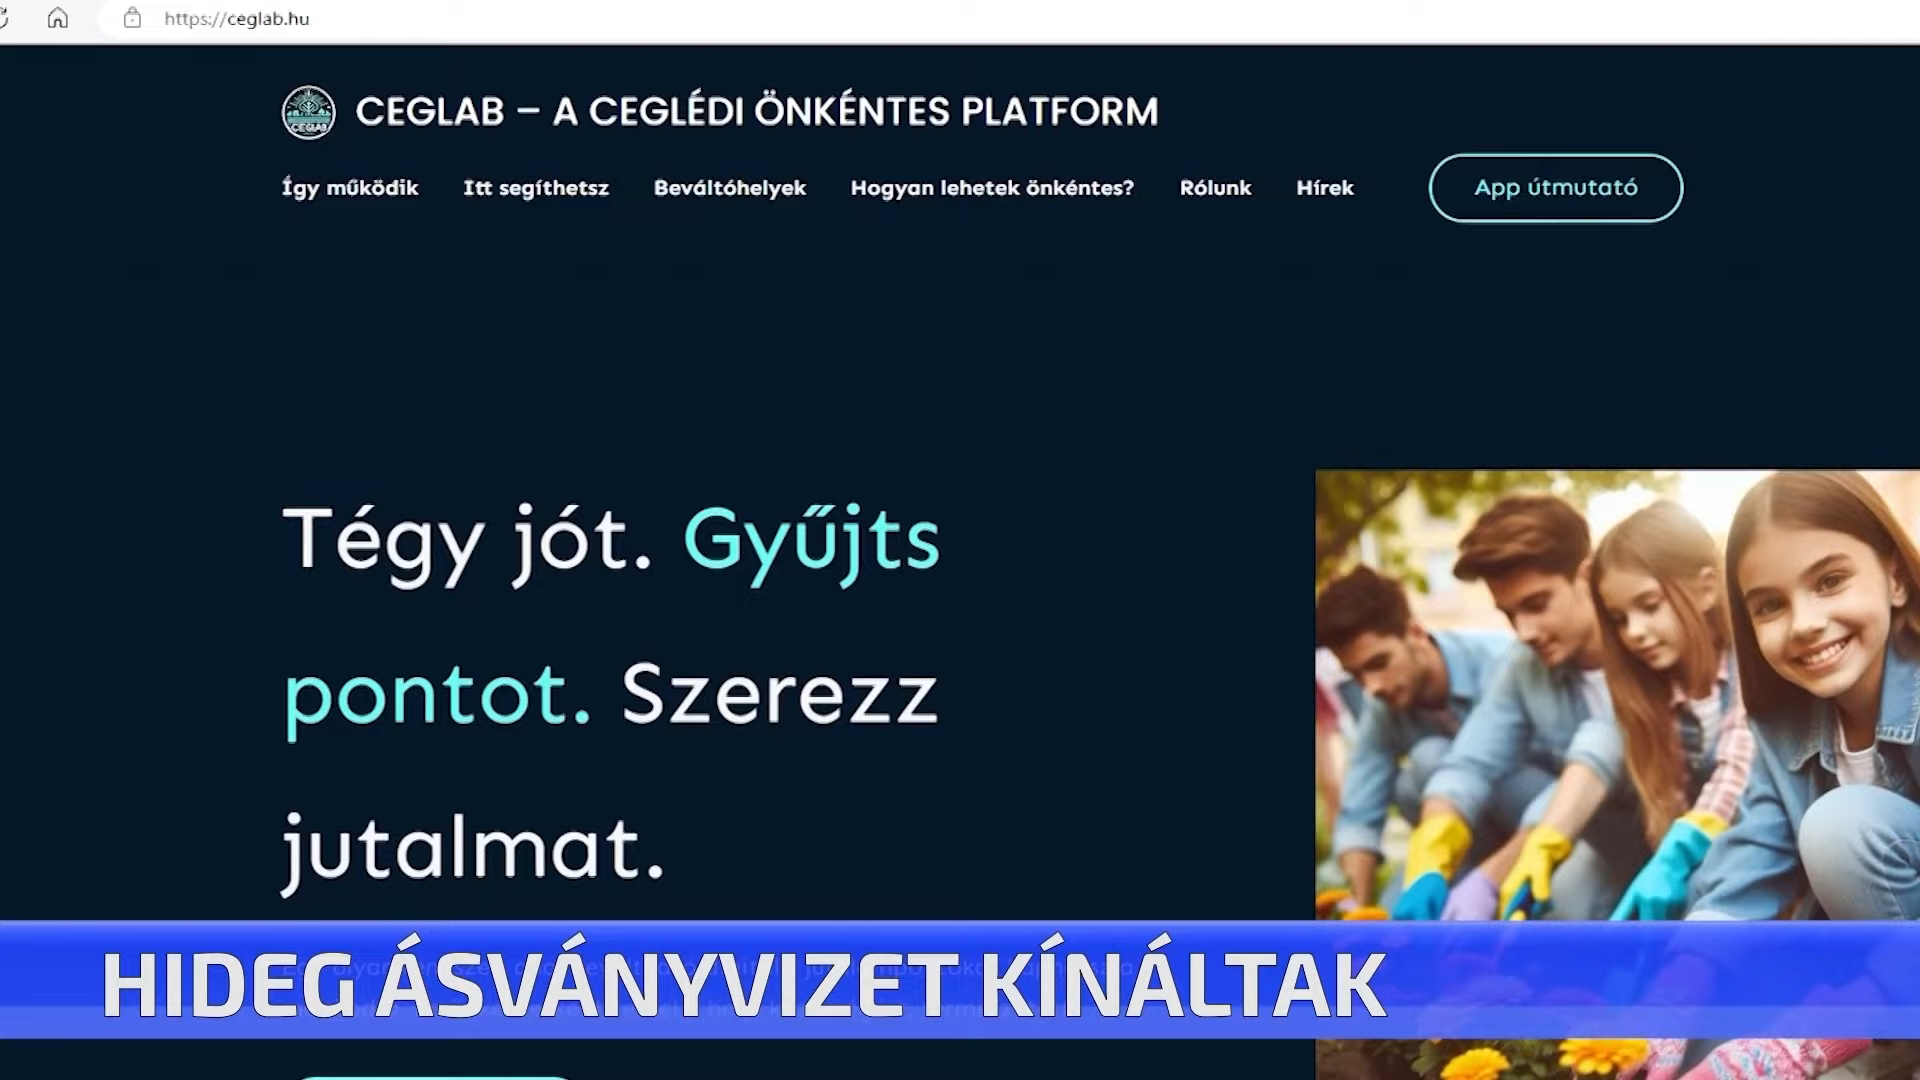 https://ceglab.hu
CEGLAB
CEGLAB – A CEGLÉDI ÖNKÉNTES PLATFORM
Így működik Itt segíthetsz Beváltóhelyek Hogyan lehetek önkéntes? Rólunk Hírek App útmutató
Tégy jót. Gyűjts
pontot. Szerezz
jutalmat.
HIDEG ÁSVÁNYVIZET KÍNÁLTAK